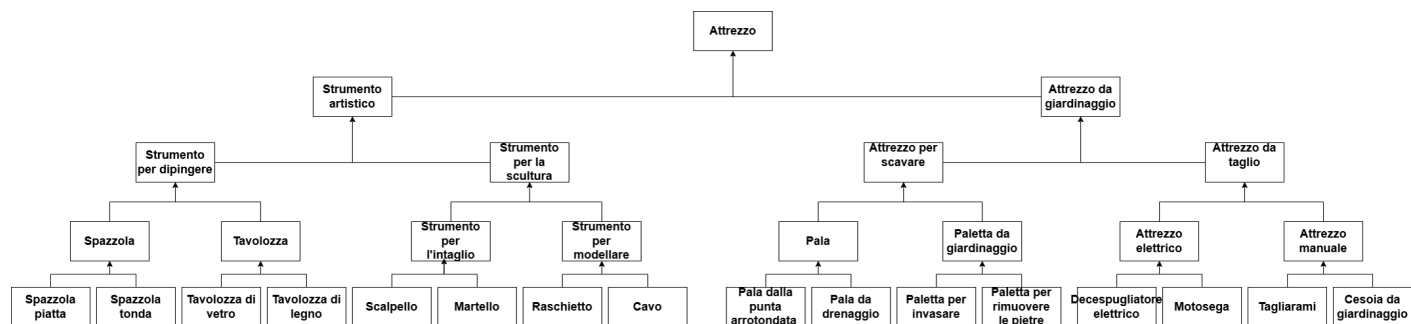 Attrezzo
Strumento
artistico
Attrezzo da
giardinaggio
Strumento
per dipingere
Strumento
per la
scultura
Attrezzo per
scavare
Attrezzo da
taglio
Spazzola
Tavolozza
Strumento
per
l'intaglio
Strumento
per
modellare
Pala
Paletta da
giardinaggio
Attrezzo
elettrico
Attrezzo
manuale
Spazzola
piatta
Spazzola
tonda
Tavolozza di
vetro
Tavolozza di
legno
Scalpello
Martello
Raschietto
Cavo
Pala dalla
punta
arrotondata
Pala da
drenaggio
Paletta per
invasare
Paletta per
rimuovere
le pietre
Decespugliatore
elettrico
Motosega
Tagliarami
Cesoia da
giardinaggio